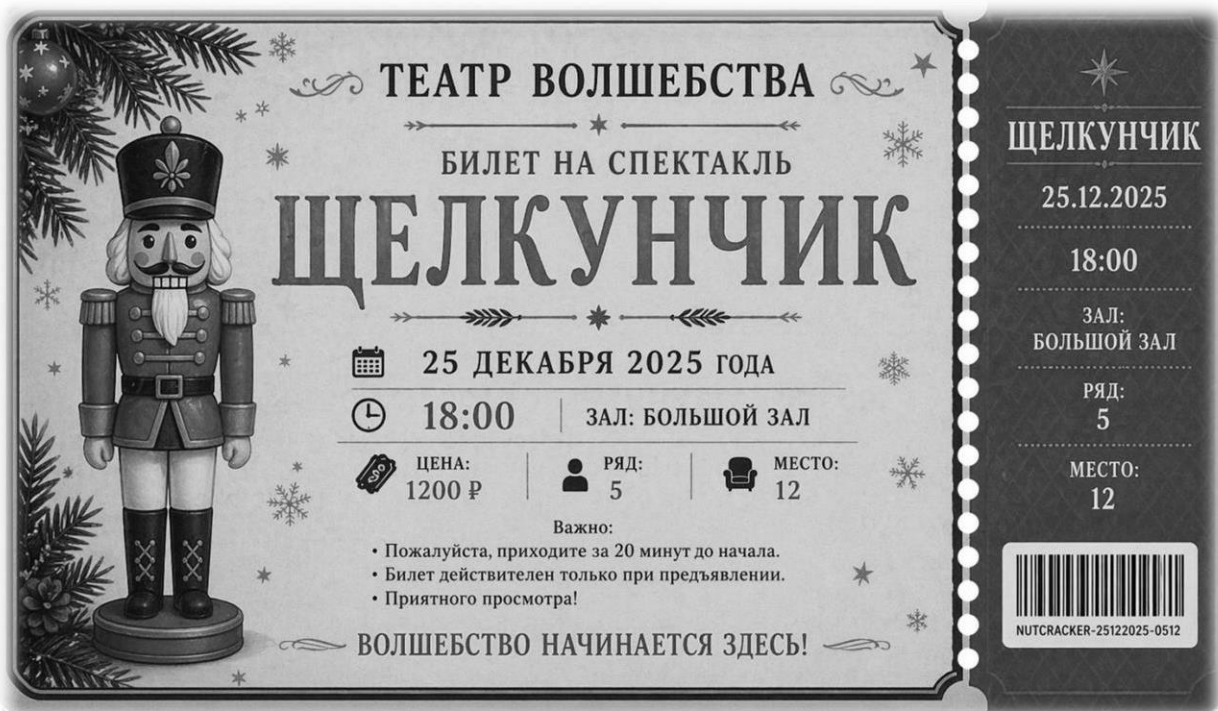 ТЕАТР ВОЛШЕБСТВА
БИЛЕТ НА СПЕКТАКЛЬ
ЩЕЛКУНЧИК
25 ДЕКАБРЯ 2025 ГОДА
18:00 ЗАЛ: БОЛЬШОЙ ЗАЛ
ЦЕНА: РЯД: МЕСТО:
1200 ₽ 5 12
Важно:
• Пожалуйста, приходите за 20 минут до начала.
• Билет действителен только при предъявлении.
• Приятного просмотра!
ВОЛШЕБСТВО НАЧИНАЕТСЯ ЗДЕСЬ!
ЩЕЛКУНЧИК
25.12.2025
18:00
ЗАЛ:
БОЛЬШОЙ ЗАЛ
РЯД:
5
МЕСТО:
12
NUTCRACKER-25122025-0512